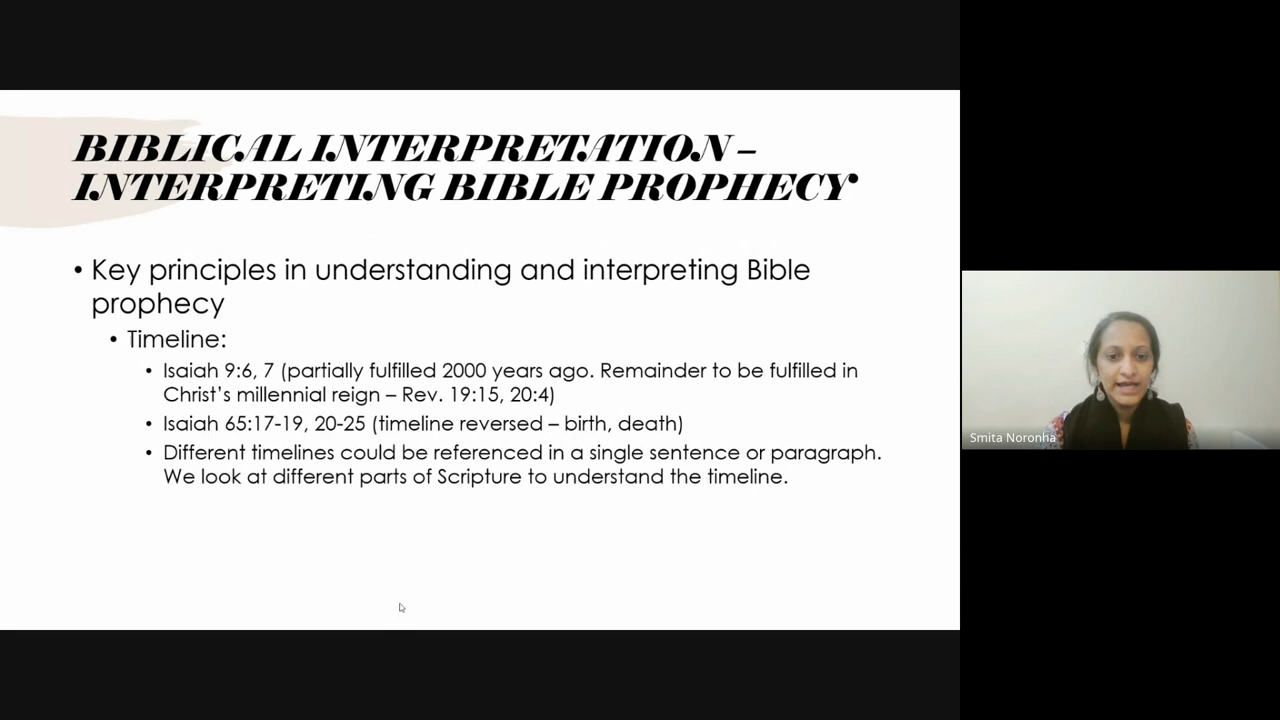 BIBLICAL INTERPRETATION –
INTERPRETING BIBLE PROPHECY
• Key principles in understanding and interpreting Bible
prophecy
• Timeline:
• Isaiah 9:6, 7 (partially fulfilled 2000 years ago. Remainder to be fulfilled in
Christ’s millennial reign – Rev. 19:15, 20:4)
• Isaiah 65:17-19, 20-25 (timeline reversed – birth, death)
• Different timelines could be referenced in a single sentence or paragraph.
We look at different parts of Scripture to understand the timeline.
Smita Noronha